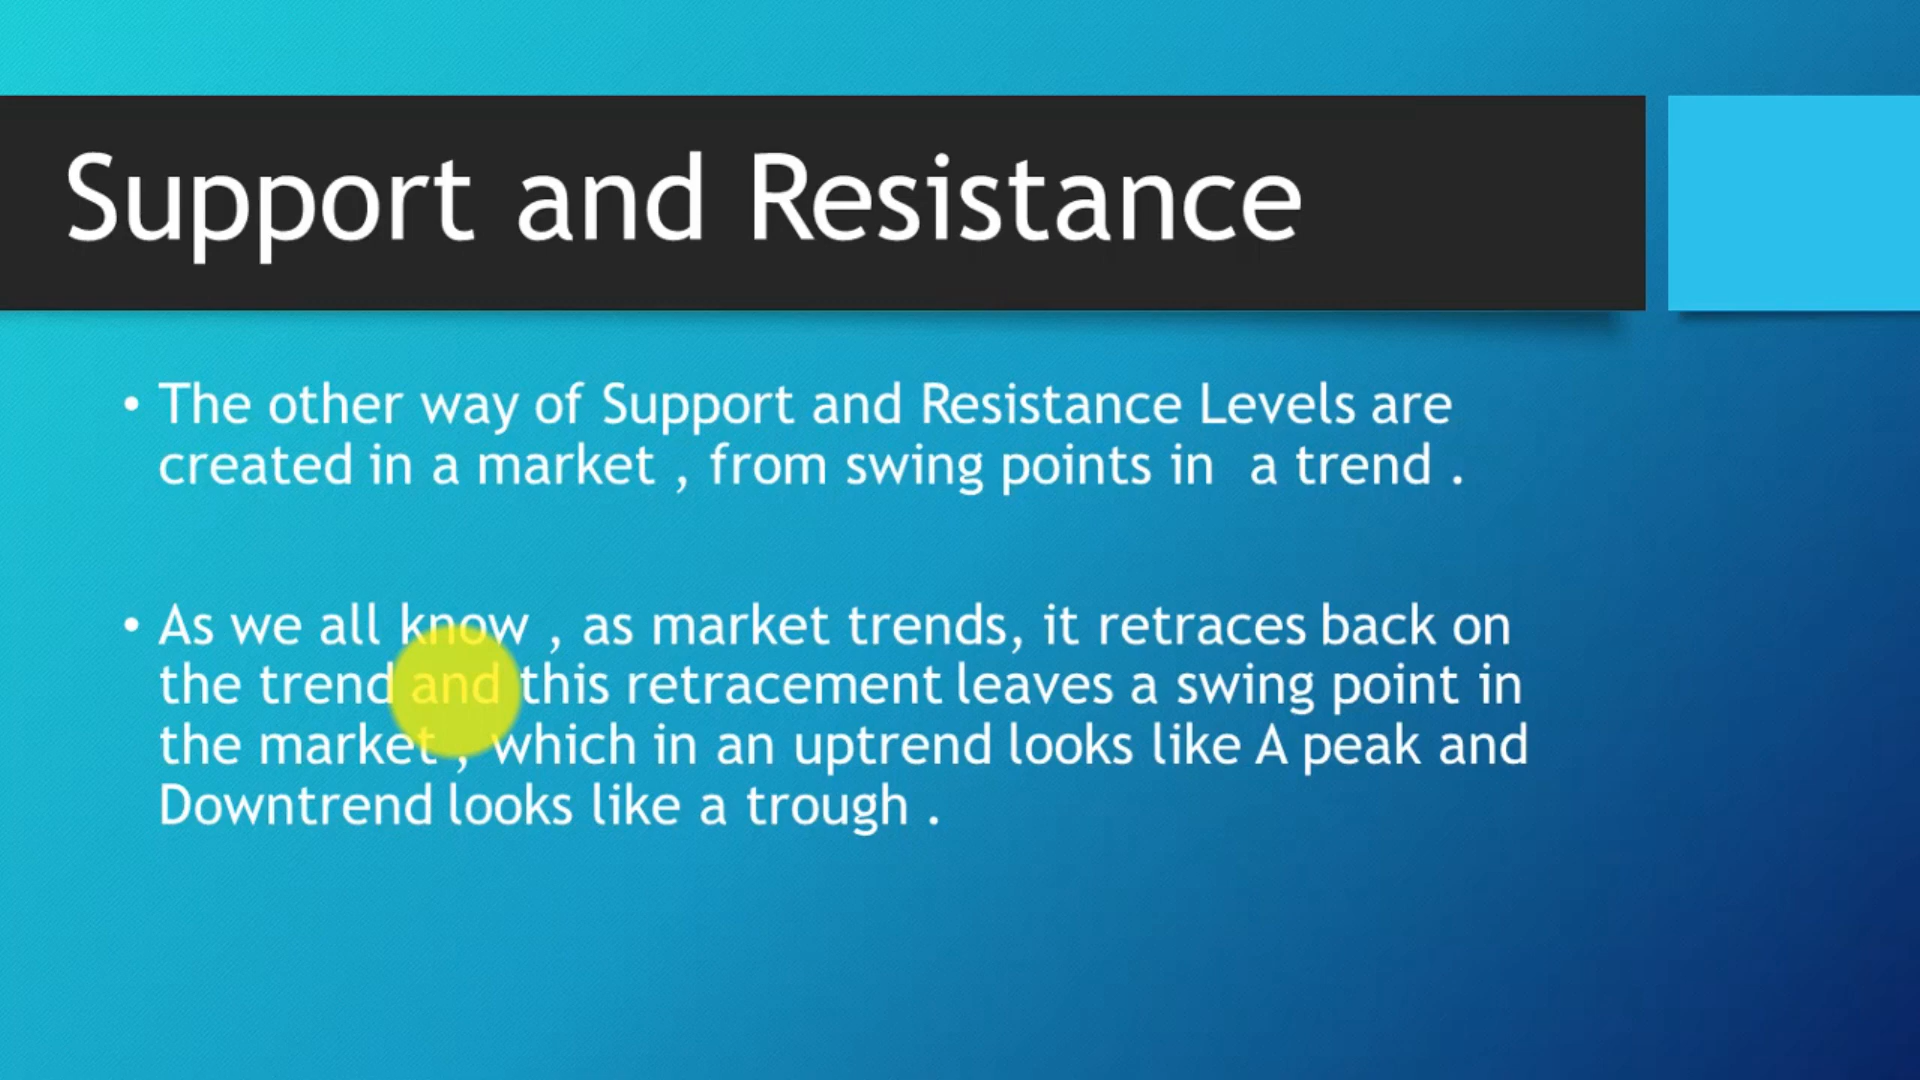 Support and Resistance
• The other way of Support and Resistance Levels are
created in a market , from swing points in  a trend .
• As we all know , as market trends, it retraces back on
the trend and this retracement leaves a swing point in
the market , which in an uptrend looks like A peak and
Downtrend looks like a trough .